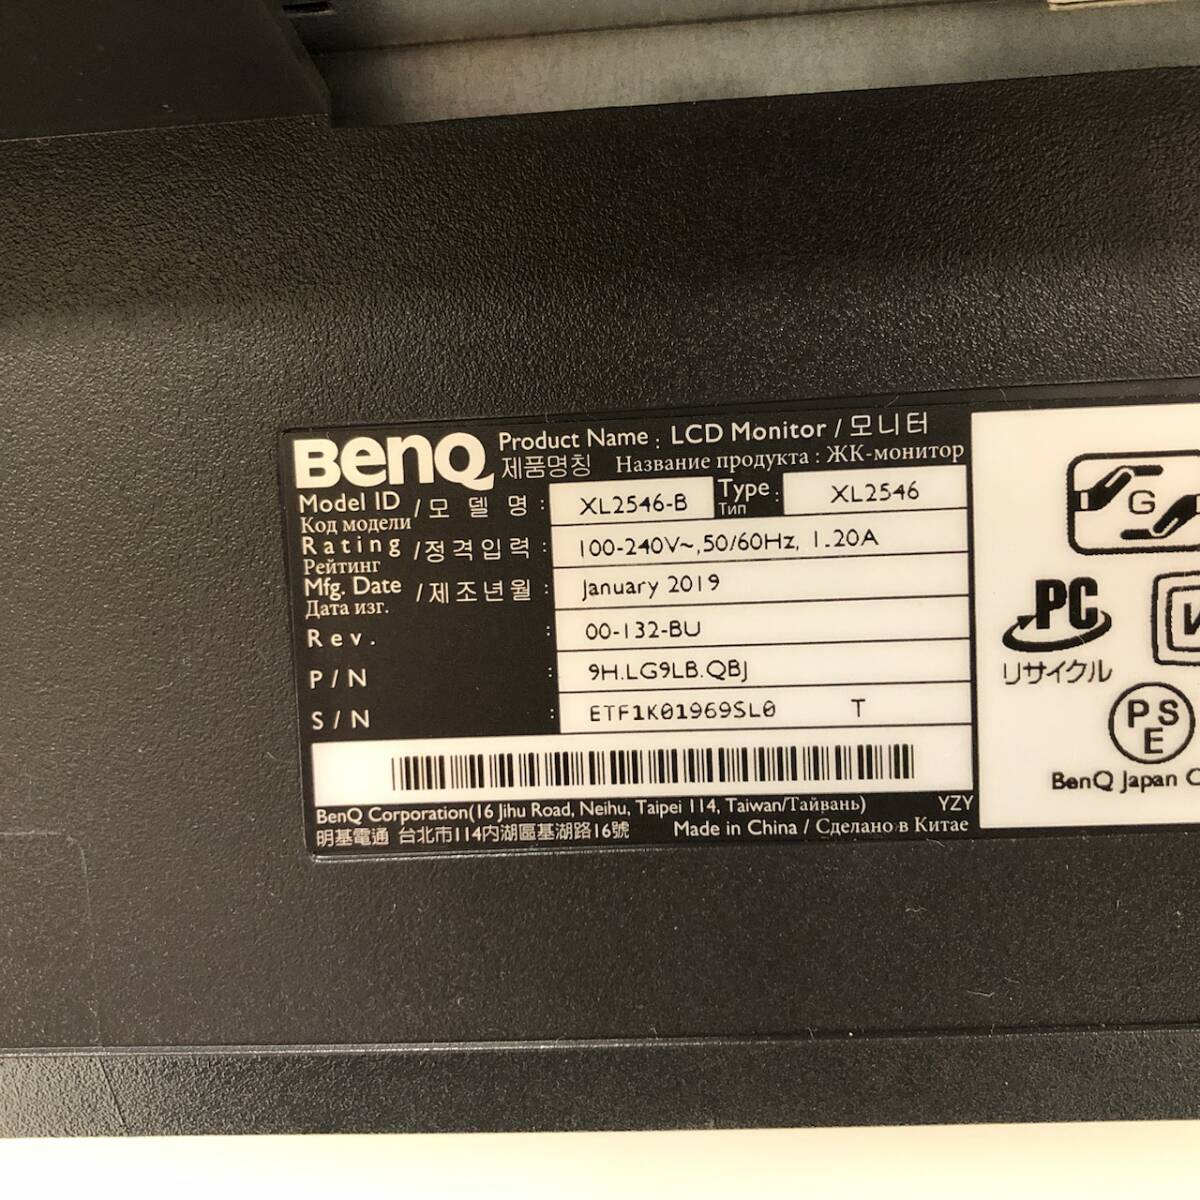 BenQ Product Name : LCD Monitor / 모니터
제품명칭 Название продукта : ЖК-монитор
Model ID / 모델명 : XL2546-B Type : XL2546
Код модели Тип
Rating / 정격입력 : 100-240V~,50/60Hz, 1.20A
Рейтинг
Mfg. Date / 제조년월 : January 2019
Дата изг.
Rev. : 00-132-BU
P/N : 9H.LG9LB.QBJ
S/N : ETF1K01969SL0 T
BenQ Corporation(16 Jihu Road, Neihu, Taipei 114, Taiwan/Тайвань) YZY
明基電通 台北市114內湖區基湖路16號 Made in China / Сделано в Китае
G
PC
リサイクル
PS
E
BenQ Japan